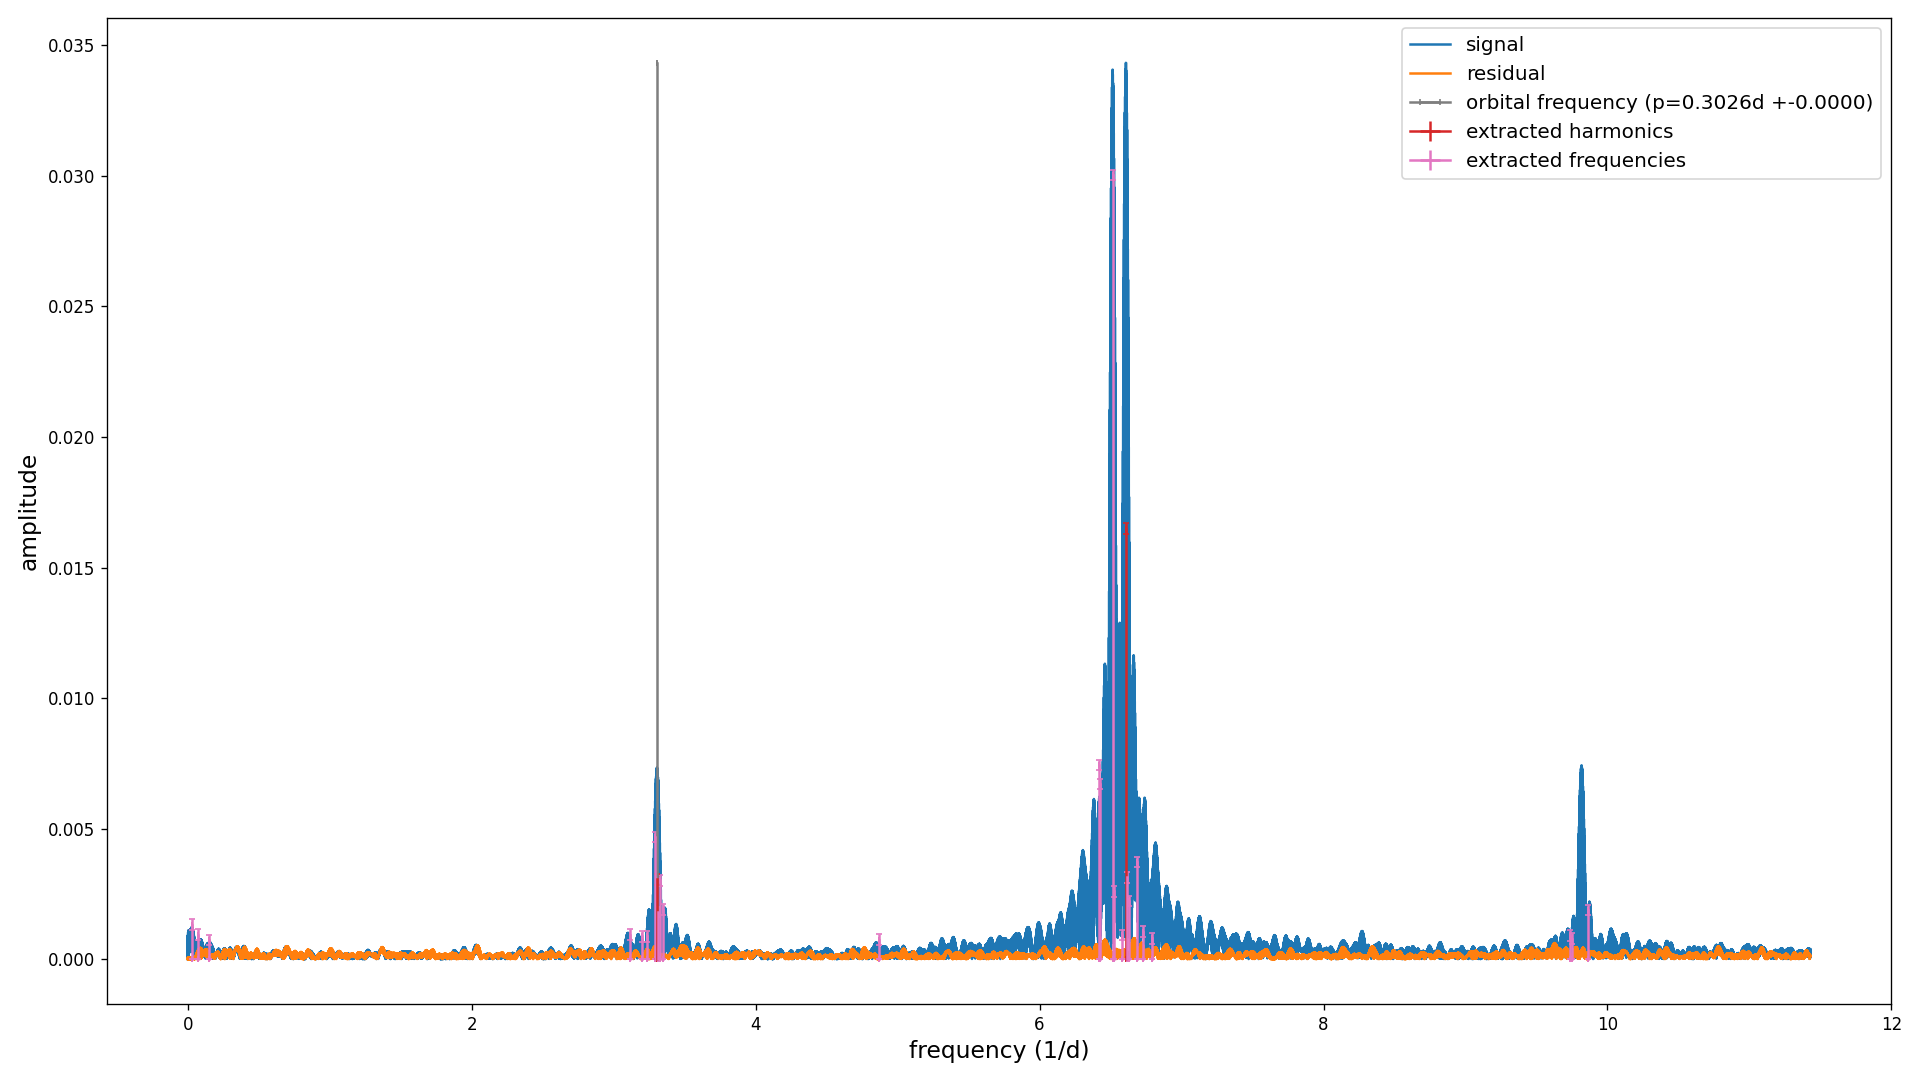 signal
residual
orbital frequency (p=0.3026d +-0.0000)
extracted harmonics
extracted frequencies
0.035
0.030
0.025
0.020
0.015
0.010
0.005
0.000
amplitude
0 2 4 6 8 10 12
frequency (1/d)